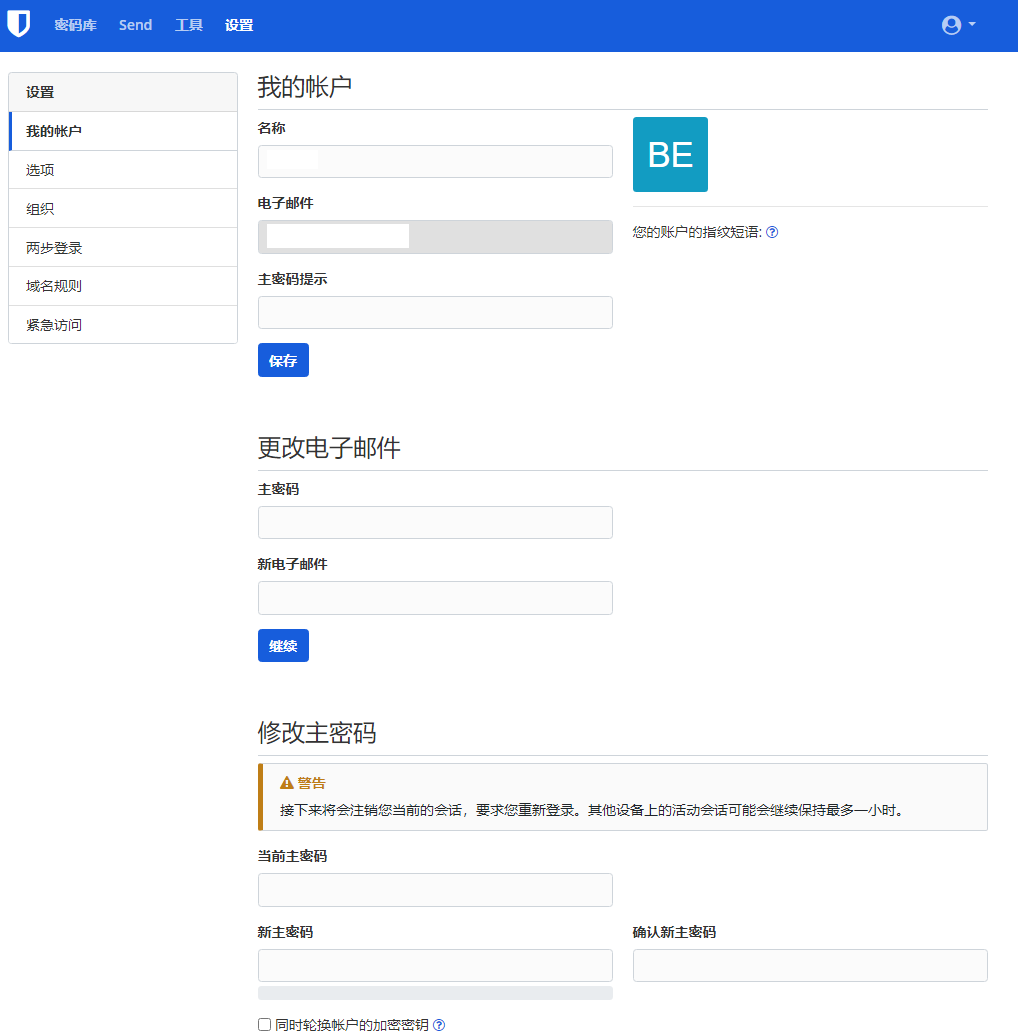 密码库 Send 工具 设置
设置
我的帐户
选项
组织
两步登录
域名规则
紧急访问
我的帐户
名称
BE
电子邮件
您的账户的指纹短语:
主密码提示
保存
更改电子邮件
主密码
新电子邮件
继续
修改主密码
警告
接下来将会注销您当前的会话，要求您重新登录。其他设备上的活动会话可能会继续保持最多一小时。
当前主密码
新主密码 确认新主密码
同时轮换帐户的加密密钥